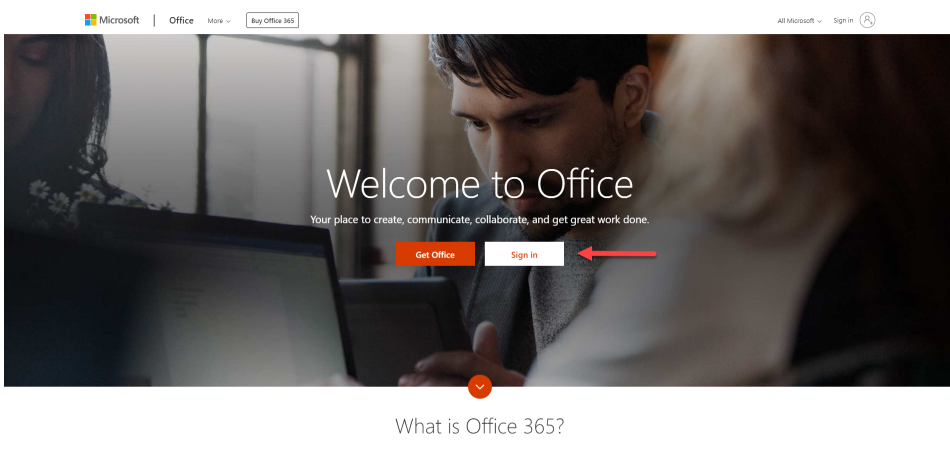 Microsoft Office More Buy Office 365 All Microsoft Sign in
Welcome to Office
Your place to create, communicate, collaborate, and get great work done.
Get Office Sign in
What is Office 365?